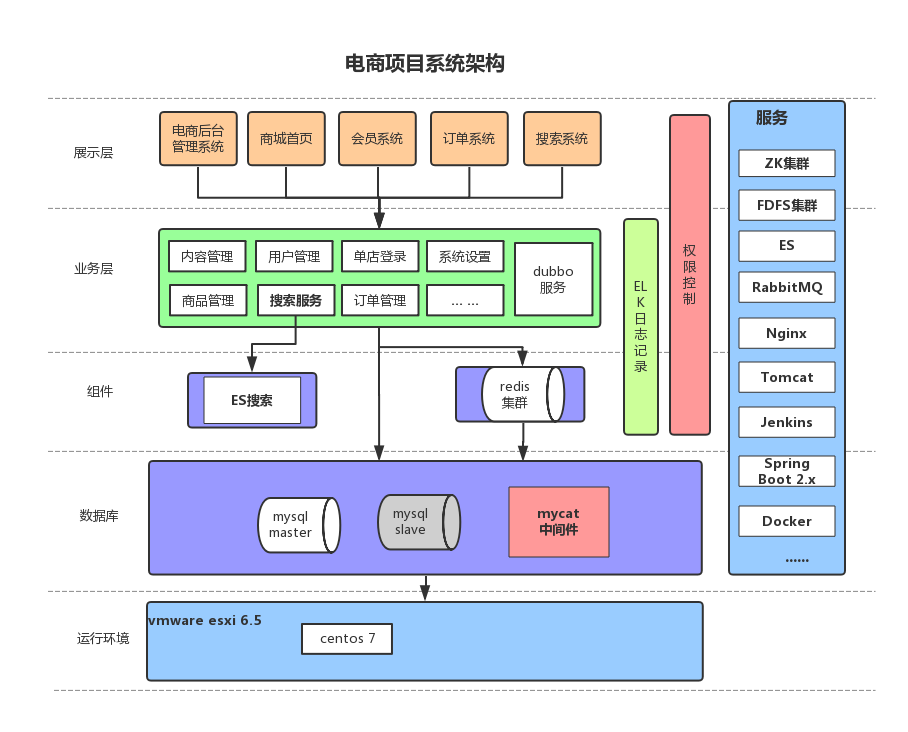 电商项目系统架构
展示层
电商后台
管理系统
商城首页
会员系统
订单系统
搜索系统
业务层
内容管理
用户管理
单店登录
系统设置
dubbo
服务
商品管理
搜索服务
订单管理
... ...
EL
K
日
志
记
录
权
限
控
制
组件
ES搜索
redis
集群
数据库
mysql
master
mysql
slave
mycat
中间件
运行环境
vmware esxi 6.5
centos 7
服务
ZK集群
FDFS集群
ES
RabbitMQ
Nginx
Tomcat
Jenkins
Spring
Boot 2.x
Docker
......